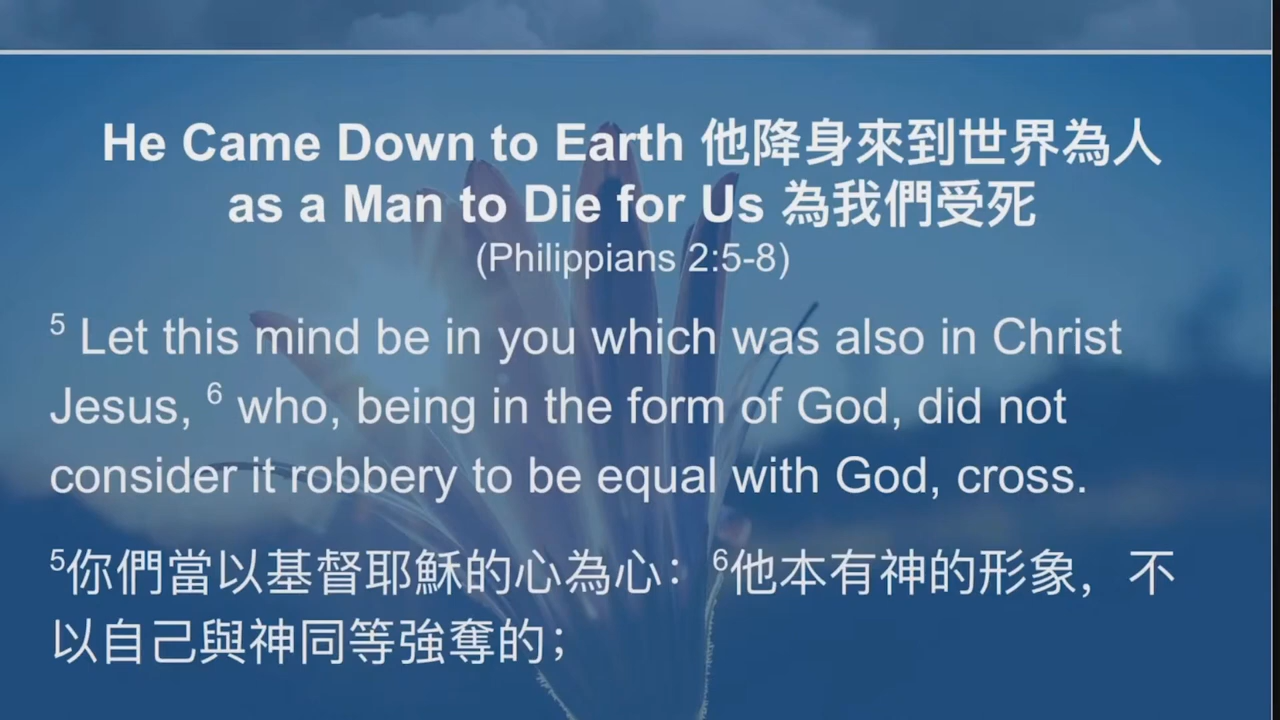 He Came Down to Earth 他降身來到世界為人
as a Man to Die for Us 為我們受死
(Philippians 2:5-8)
5 Let this mind be in you which was also in Christ
Jesus, 6 who, being in the form of God, did not
consider it robbery to be equal with God, cross.
5你們當以基督耶穌的心為心：6他本有神的形象，不
以自己與神同等強奪的；